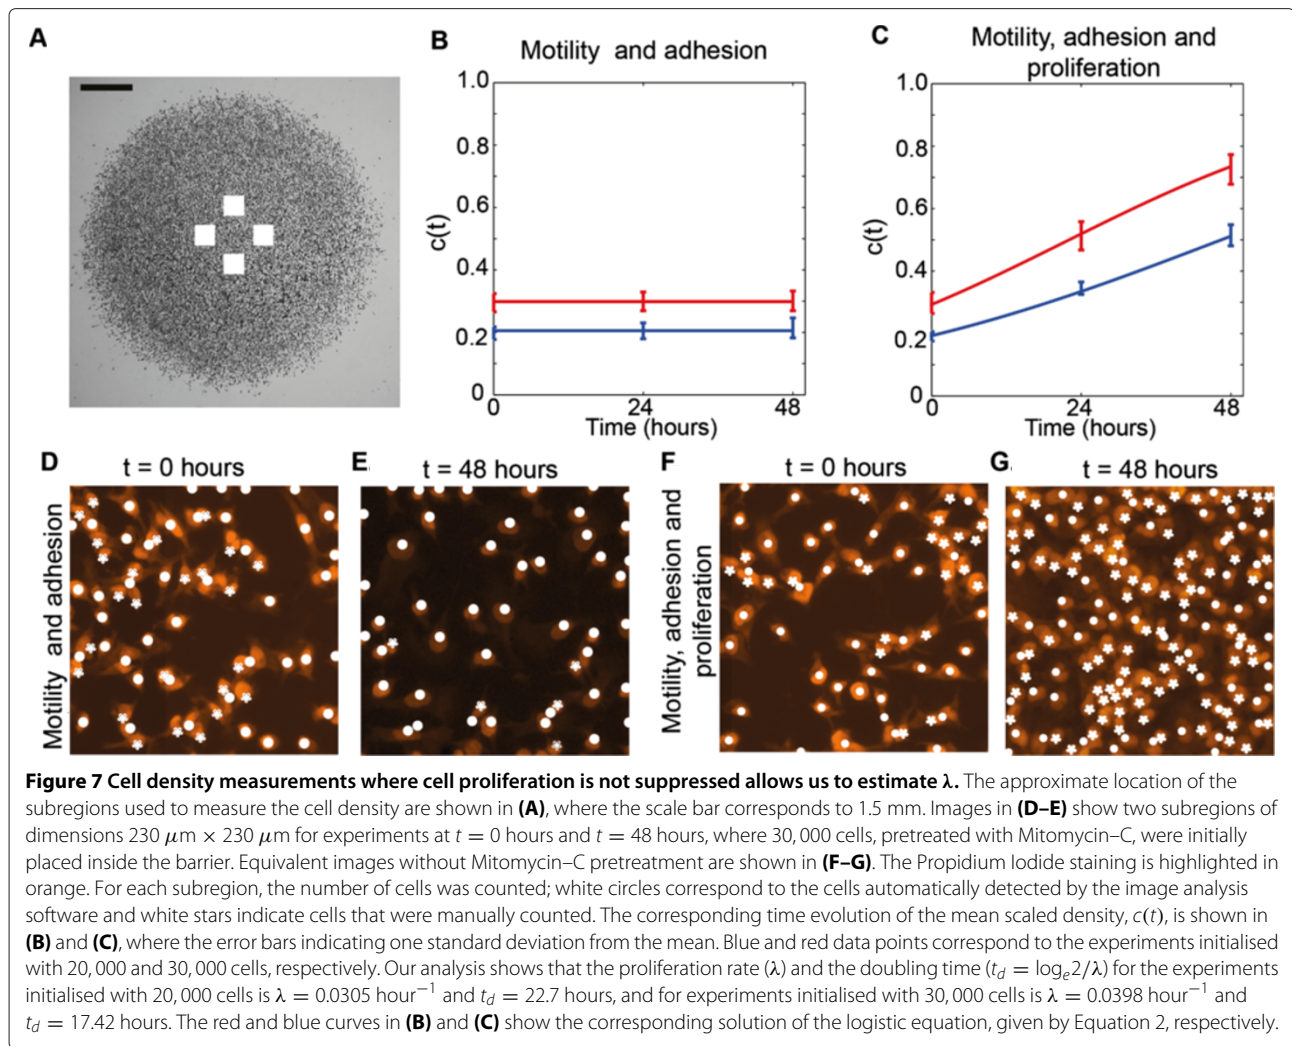 A
B
Motility and adhesion
C
Motility, adhesion and
proliferation
1.0
0.8
0.6
0.4
0.2
0
c(t)
0
24
48
Time (hours)
1.0
0.8
0.6
0.4
0.2
0
c(t)
0
24
48
Time (hours)
D
t = 0 hours
E
t = 48 hours
F
t = 0 hours
G
t = 48 hours
Motility and adhesion
Motility, adhesion and
proliferation
Figure 7 Cell density measurements where cell proliferation is not suppressed allows us to estimate λ. The approximate location of the
subregions used to measure the cell density are shown in (A), where the scale bar corresponds to 1.5 mm. Images in (D–E) show two subregions of
dimensions 230 μm × 230 μm for experiments at t = 0 hours and t = 48 hours, where 30,000 cells, pretreated with Mitomycin–C, were initially
placed inside the barrier. Equivalent images without Mitomycin–C pretreatment are shown in (F–G). The Propidium Iodide staining is highlighted in
orange. For each subregion, the number of cells was counted; white circles correspond to the cells automatically detected by the image analysis
software and white stars indicate cells that were manually counted. The corresponding time evolution of the mean scaled density, c(t), is shown in
(B) and (C), where the error bars indicating one standard deviation from the mean. Blue and red data points correspond to the experiments initialised
with 20,000 and 30,000 cells, respectively. Our analysis shows that the proliferation rate (λ) and the doubling time (t_d = log_e2/λ) for the experiments
initialised with 20,000 cells is λ = 0.0305 hour⁻¹ and t_d = 22.7 hours, and for experiments initialised with 30,000 cells is λ = 0.0398 hour⁻¹ and
t_d = 17.42 hours. The red and blue curves in (B) and (C) show the corresponding solution of the logistic equation, given by Equation 2, respectively.